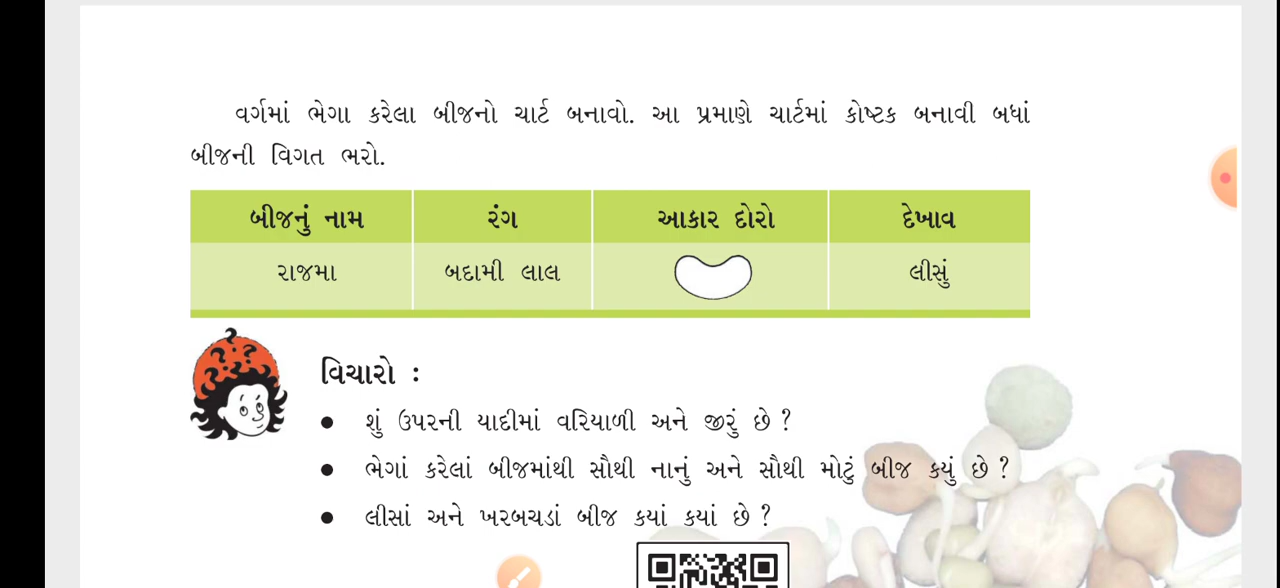 વર્ગમાં ભેગા કરેલા બીજનો ચાર્ટ બનાવો. આ પ્રમાણે ચાર્ટમાં કોષ્ટક બનાવી બધાં
બીજની વિગત ભરો.
બીજનું નામ રંગ આકાર દોરો દેખાવ
રાજમા બદામી લાલ લીસું
વિચારો :
● શું ઉપરની યાદીમાં વરિયાળી અને જીરું છે ?
● ભેગાં કરેલાં બીજમાંથી સૌથી નાનું અને સૌથી મોટું બીજ કયું છે ?
● લીસાં અને ખરબચડાં બીજ કયાં કયાં છે ?